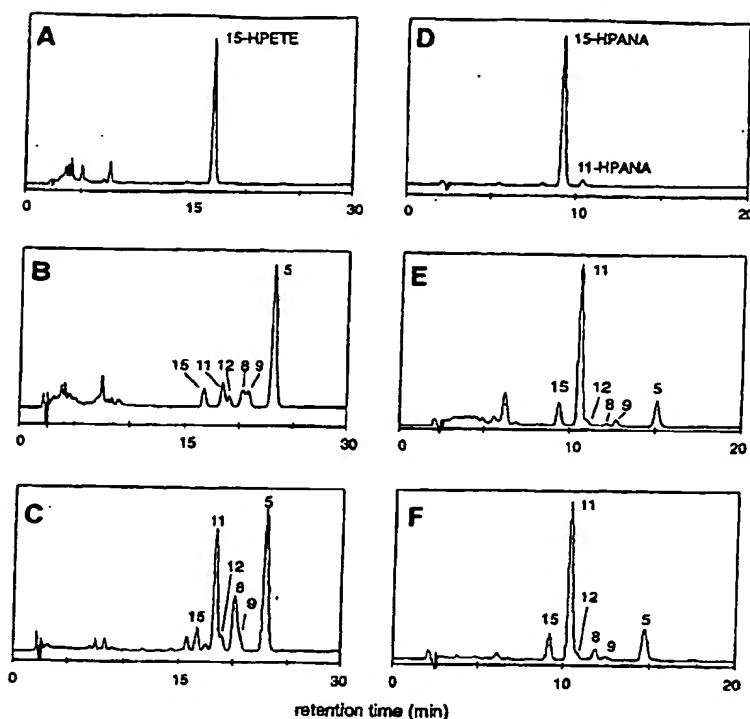 A
15-HPETE
0 15 30
D
15-HPANA
11-HPANA
0 10 20
B
5
15 11 12 8 9
0 15 30
E
11
15 12 8 9 5
0 10 20
C
11 5
12
8
15 9
0 15 30
F
11
12
15 8 9 5
0 10 20
retention time (min)